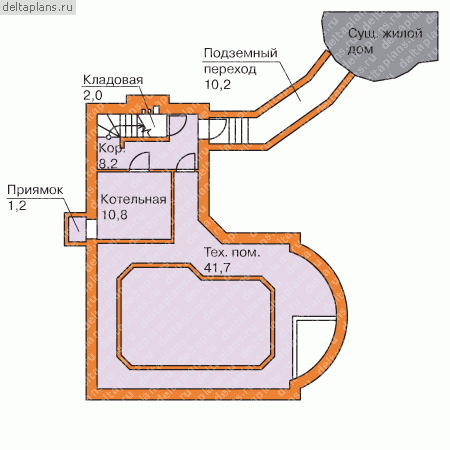 deltaplans.ru
Сущ. жилой
дом
Подземный
переход
10,2
Кладовая
2,0
Кор.
8,2
Приямок
1,2
Котельная
10,8
Тех. пом.
41,7